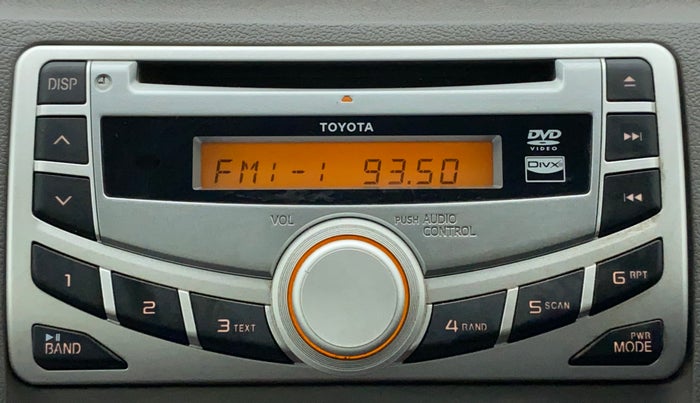 DISP
TOYOTA
DVD
VIDEO
FM1-1 93.50
DIVX
VOL
PUSH AUDIO
CONTROL
1
2
3 TEXT
4 RAND
5 SCAN
6 RPT
BAND
PWR
MODE